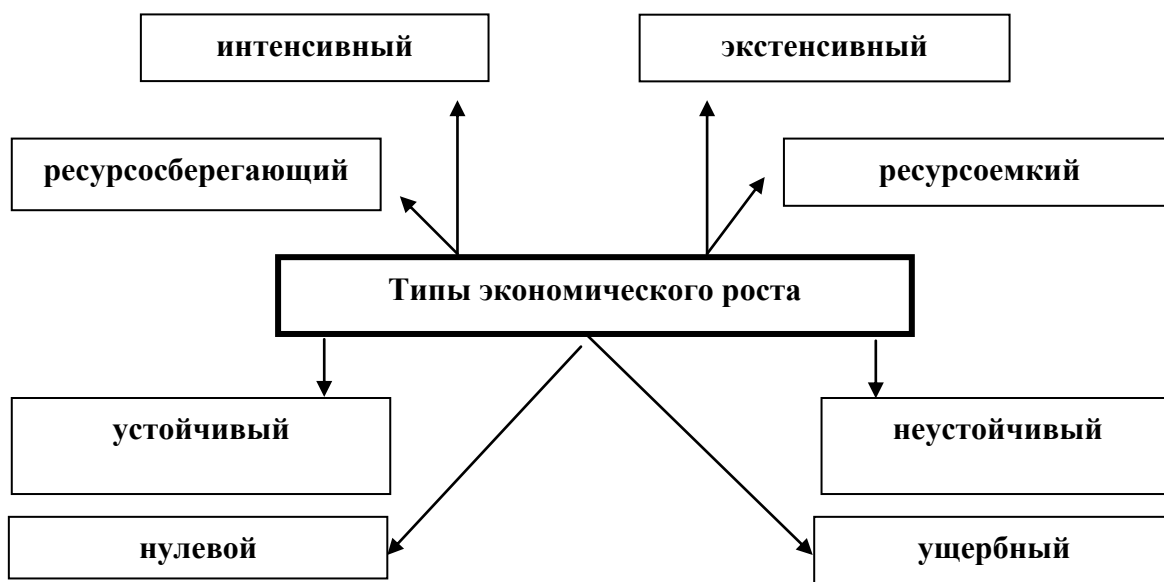 интенсивный
экстенсивный
ресурсосберегающий
ресурсоемкий
Типы экономического роста
устойчивый
неустойчивый
нулевой
ущербный